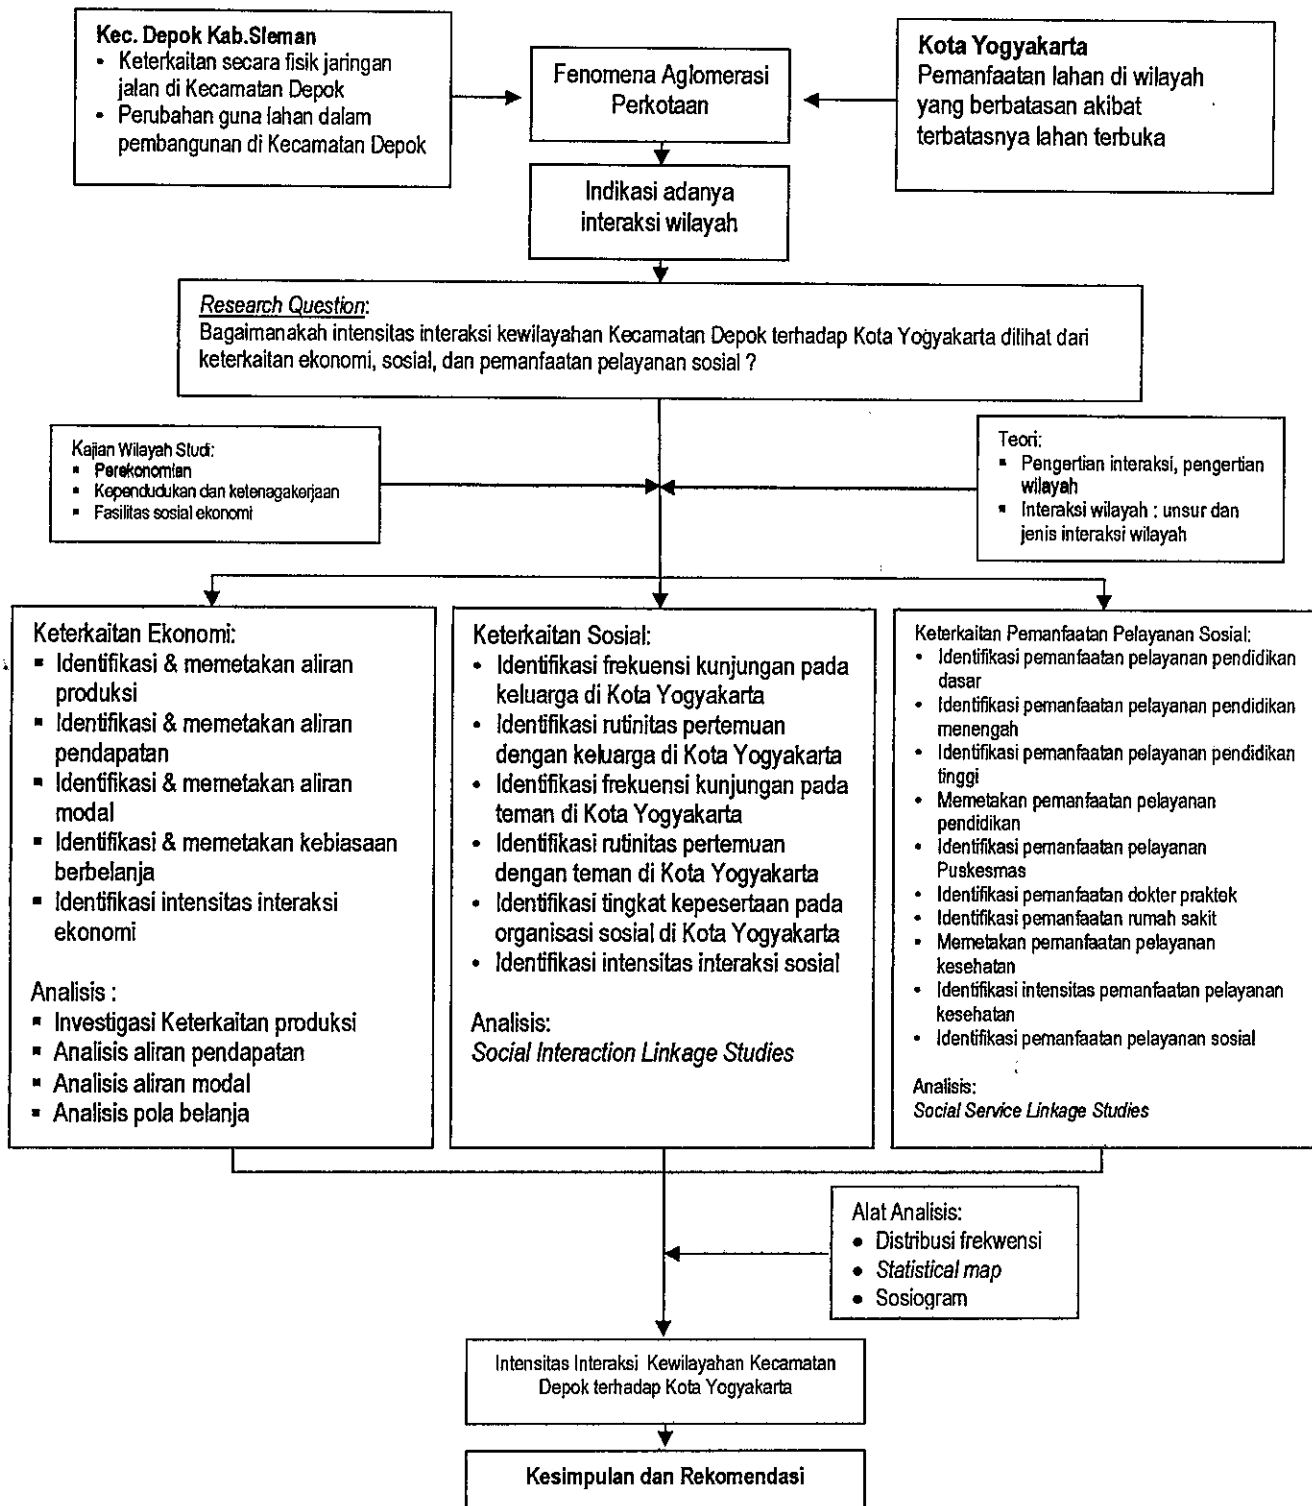 Kec. Depok Kab.Sleman
• Keterkaitan secara fisik jaringan
jalan di Kecamatan Depok
• Perubahan guna lahan dalam
pembangunan di Kecamatan Depok
Fenomena Aglomerasi
Perkotaan
Kota Yogyakarta
Pemanfaatan lahan di wilayah
yang berbatasan akibat
terbatasnya lahan terbuka
Indikasi adanya
interaksi wilayah
Research Question:
Bagaimanakah intensitas interaksi kewilayahan Kecamatan Depok terhadap Kota Yogyakarta dilihat dari
keterkaitan ekonomi, sosial, dan pemanfaatan pelayanan sosial ?
Kajian Wilayah Studi:
▪ Perekonomian
▪ Kependudukan dan ketenagakerjaan
▪ Fasilitas sosial ekonomi
Teori:
▪ Pengertian interaksi, pengertian
wilayah
▪ Interaksi wilayah : unsur dan
jenis interaksi wilayah
Keterkaitan Ekonomi:
▪ Identifikasi & memetakan aliran
produksi
▪ Identifikasi & memetakan aliran
pendapatan
▪ Identifikasi & memetakan aliran
modal
▪ Identifikasi & memetakan kebiasaan
berbelanja
▪ Identifikasi intensitas interaksi
ekonomi
Analisis :
▪ Investigasi Keterkaitan produksi
▪ Analisis aliran pendapatan
▪ Analisis aliran modal
▪ Analisis pola belanja
Keterkaitan Sosial:
• Identifikasi frekuensi kunjungan pada
keluarga di Kota Yogyakarta
• Identifikasi rutinitas pertemuan
dengan keluarga di Kota Yogyakarta
• Identifikasi frekuensi kunjungan pada
teman di Kota Yogyakarta
• Identifikasi rutinitas pertemuan
dengan teman di Kota Yogyakarta
• Identifikasi tingkat kepesertaan pada
organisasi sosial di Kota Yogyakarta
• Identifikasi intensitas interaksi sosial
Analisis:
Social Interaction Linkage Studies
Keterkaitan Pemanfaatan Pelayanan Sosial:
• Identifikasi pemanfaatan pelayanan pendidikan
dasar
• Identifikasi pemanfaatan pelayanan pendidikan
menengah
• Identifikasi pemanfaatan pelayanan pendidikan
tinggi
• Memetakan pemanfaatan pelayanan
pendidikan
• Identifikasi pemanfaatan pelayanan
Puskesmas
• Identifikasi pemanfaatan dokter praktek
• Identifikasi pemanfaatan rumah sakit
• Memetakan pemanfaatan pelayanan
kesehatan
• Identifikasi intensitas pemanfaatan pelayanan
kesehatan
• Identifikasi pemanfaatan pelayanan sosial
Analisis:
Social Service Linkage Studies
Alat Analisis:
• Distribusi frekwensi
• Statistical map
• Sosiogram
Intensitas Interaksi Kewilayahan Kecamatan
Depok terhadap Kota Yogyakarta
Kesimpulan dan Rekomendasi